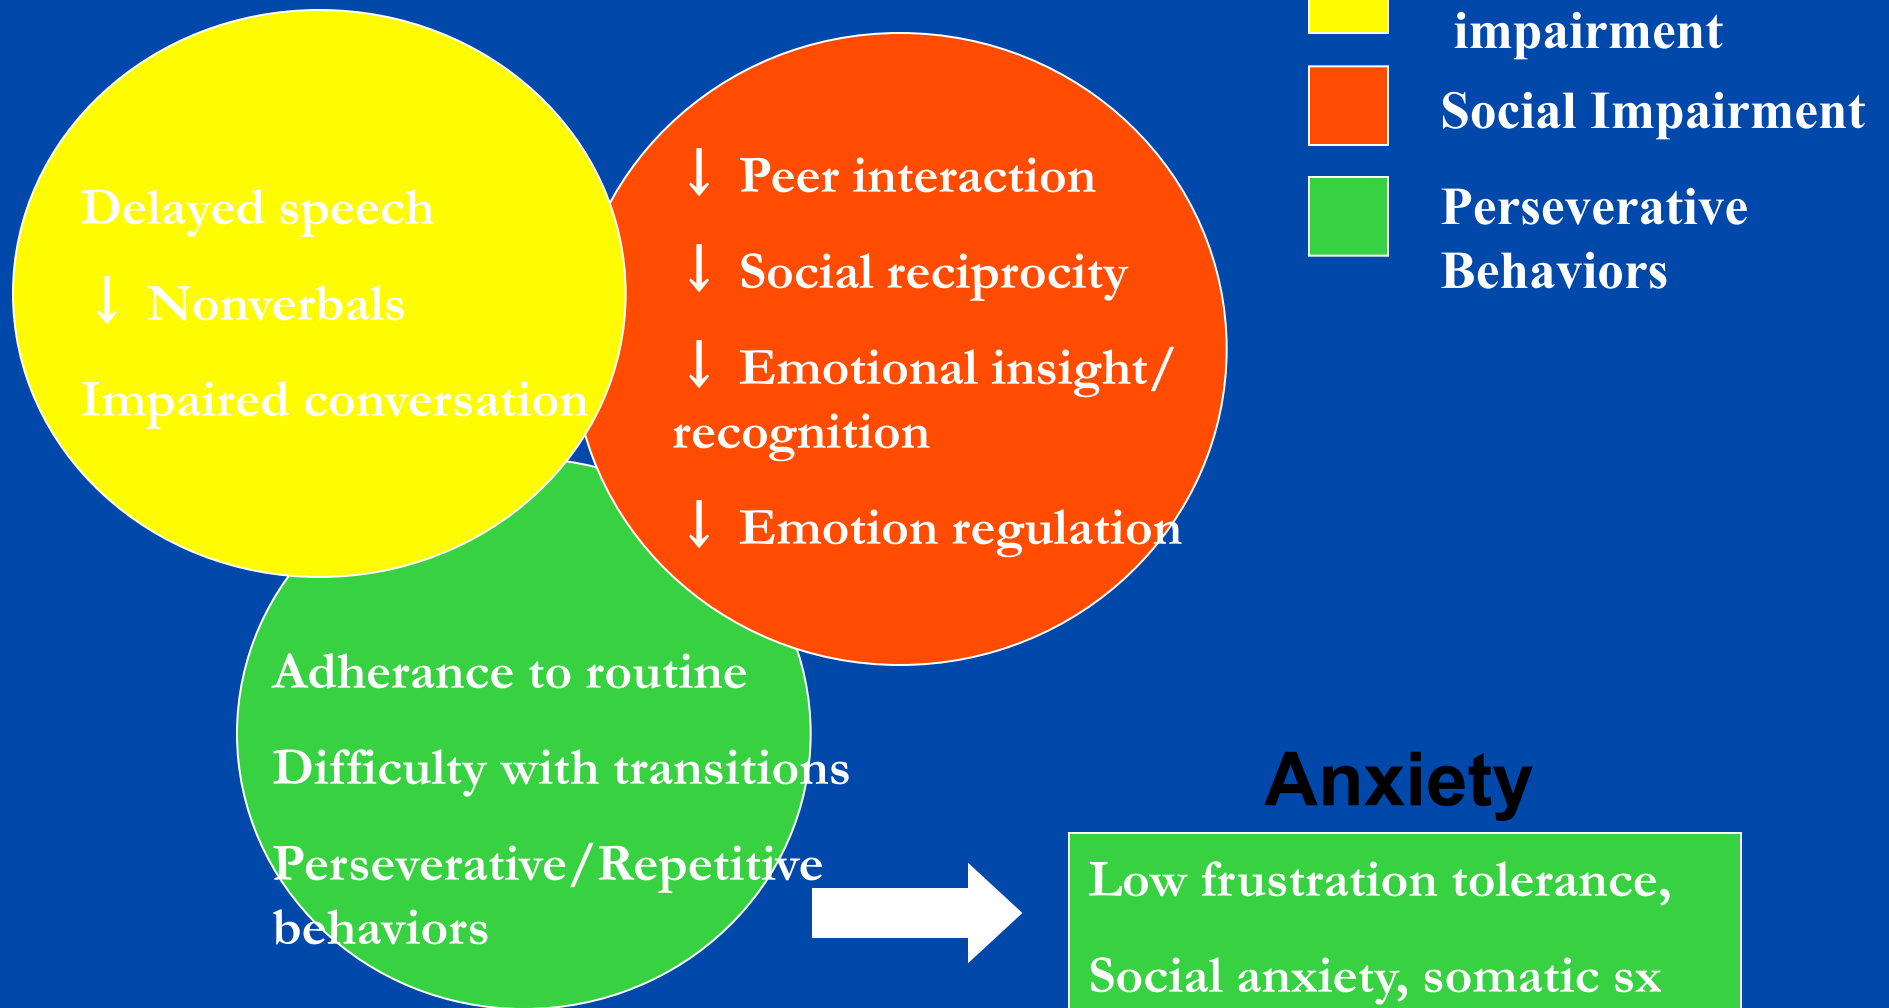 Delayed speech
↓ Nonverbals
Impaired conversation
↓ Peer interaction
↓ Social reciprocity
↓ Emotional insight/
recognition
↓ Emotion regulation
impairment
Social Impairment
Perseverative
Behaviors
Adherance to routine
Difficulty with transitions
Perseverative/Repetitive
behaviors
Anxiety
Low frustration tolerance,
Social anxiety, somatic sx